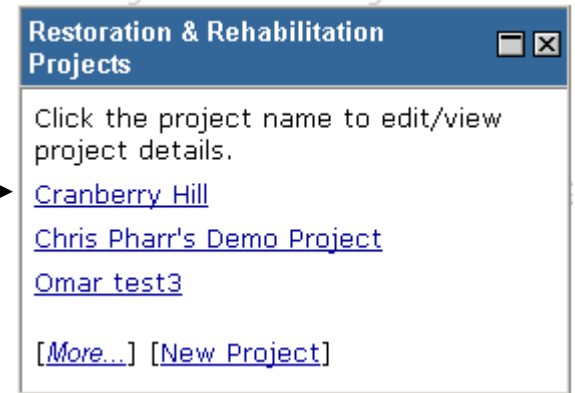 Restoration & Rehabilitation
Projects
Click the project name to edit/view
project details.
Cranberry Hill
Chris Pharr's Demo Project
Omar test3
[More...] [New Project]